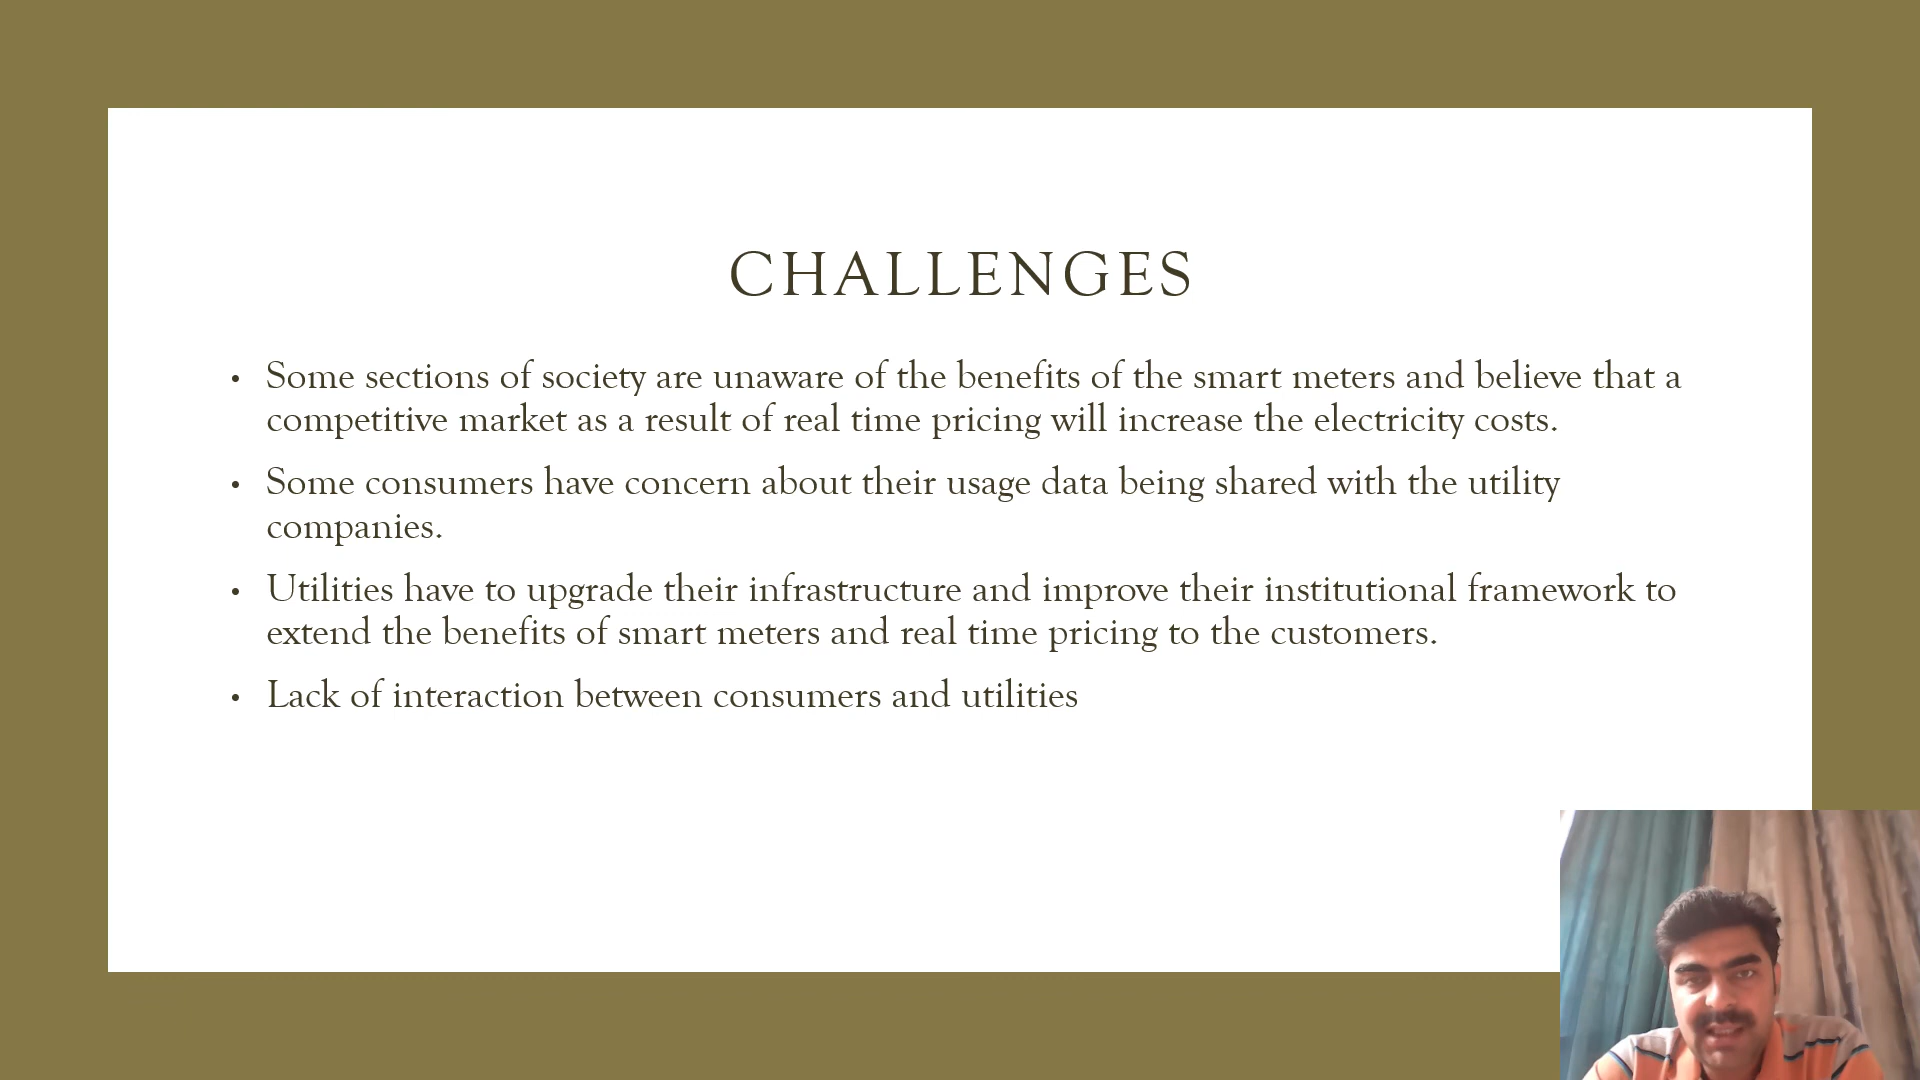 CHALLENGES
• Some sections of society are unaware of the benefits of the smart meters and believe that a
competitive market as a result of real time pricing will increase the electricity costs.
• Some consumers have concern about their usage data being shared with the utility
companies.
• Utilities have to upgrade their infrastructure and improve their institutional framework to
extend the benefits of smart meters and real time pricing to the customers.
• Lack of interaction between consumers and utilities